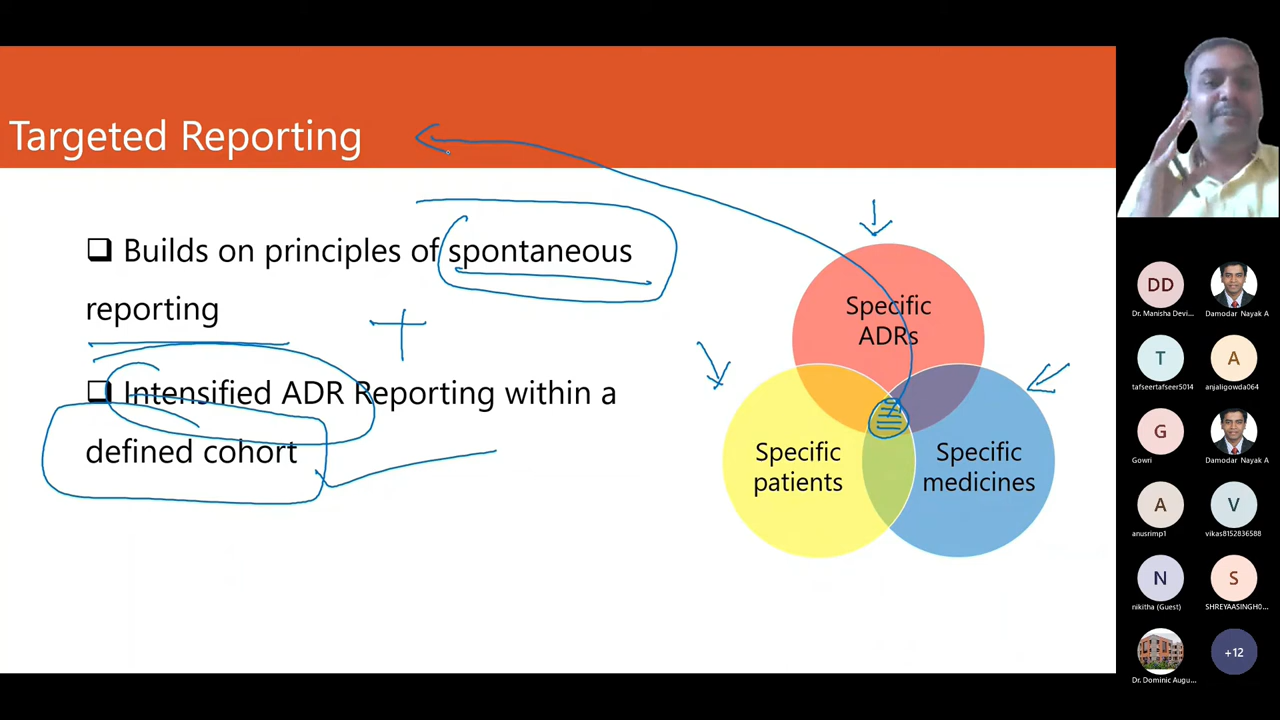 Targeted Reporting
❑ Builds on principles of spontaneous
reporting
+
❑ Intensified ADR Reporting within a
defined cohort
Specific
ADRs
Specific
patients
Specific
medicines
DD
Dr. Manisha Devi...
Damodar Nayak A
T
tafseertafseer5014
A
anjaligowda064
G
Gowri
Damodar Nayak A
A
anusrimp1
V
vikas8152836588
N
nikitha (Guest)
S
SHREYAASINGH0...
Dr. Dominic Augu...
+12